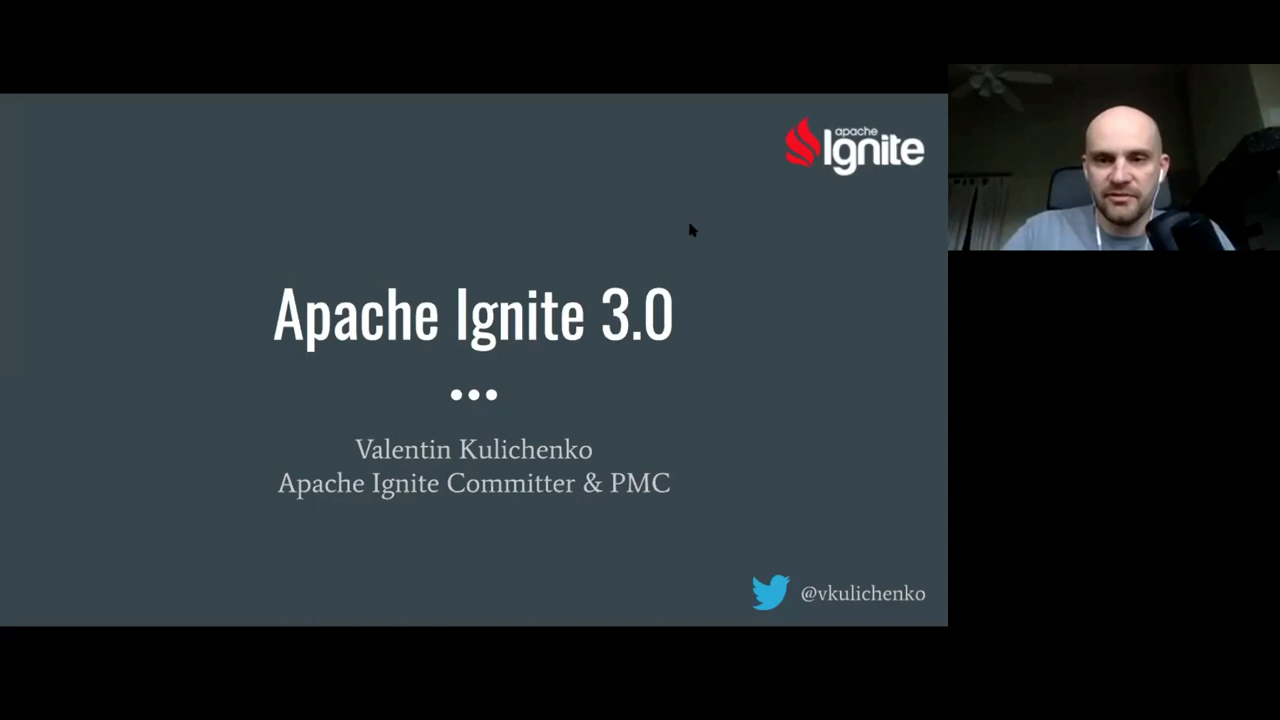 apache
Ignite
Apache Ignite 3.0
Valentin Kulichenko
Apache Ignite Committer & PMC
@vkulichenko